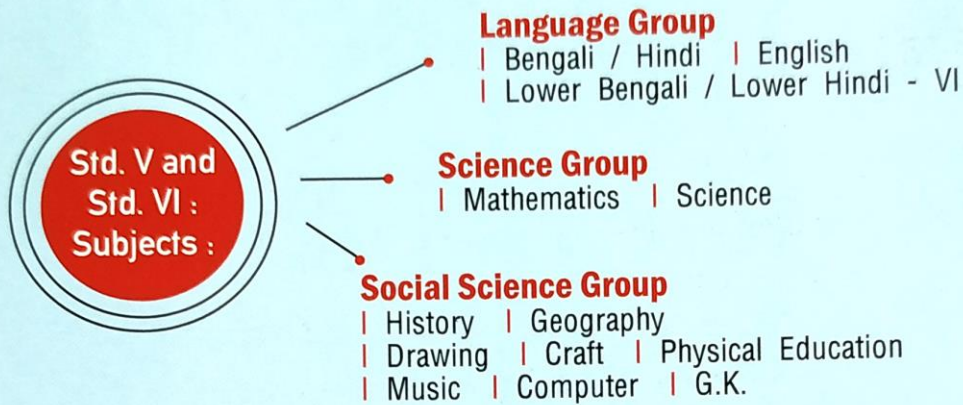 Std. V and
Std. VI :
Subjects :
Language Group
| Bengali / Hindi | English
| Lower Bengali / Lower Hindi - VI
Science Group
| Mathematics | Science
Social Science Group
| History | Geography
| Drawing | Craft | Physical Education
| Music | Computer | G.K.